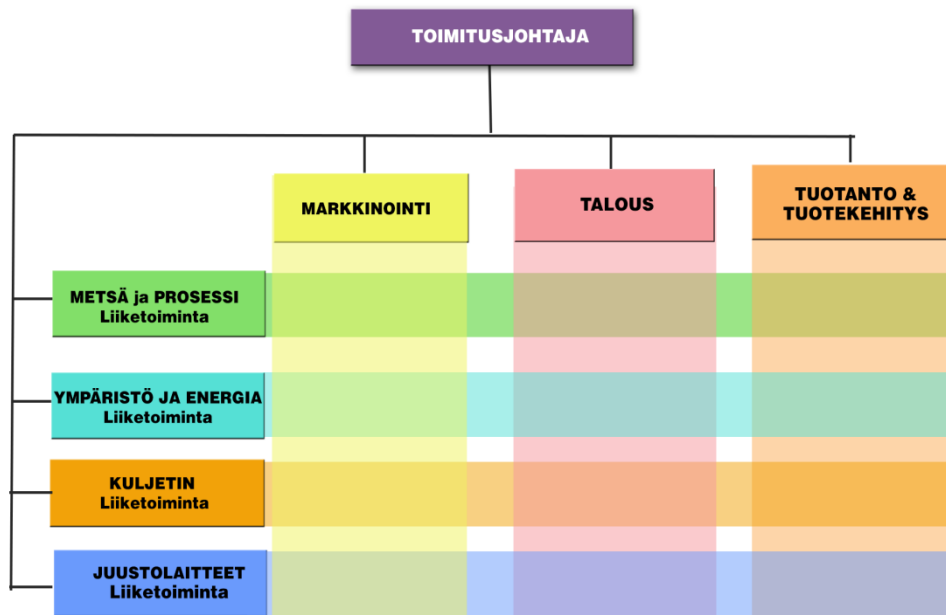 TOIMITUSJOHTAJA
MARKKINOINTI
TALOUS
TUOTANTO &
TUOTEKEHITYS
METSÄ ja PROSESSI
Liiketoiminta
YMPÄRISTÖ JA ENERGIA
Liiketoiminta
KULJETIN
Liiketoiminta
JUUSTOLAITTEET
Liiketoiminta